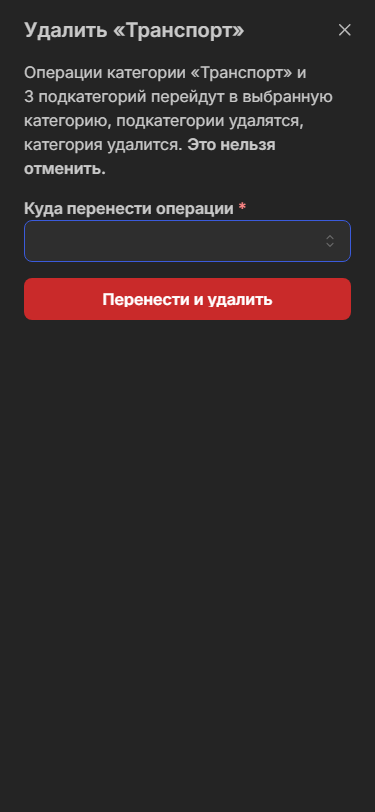 Удалить «Транспорт»
Операции категории «Транспорт» и
3 подкатегорий перейдут в выбранную
категорию, подкатегории удалятся,
категория удалится. Это нельзя
отменить.
Куда перенести операции *
Перенести и удалить